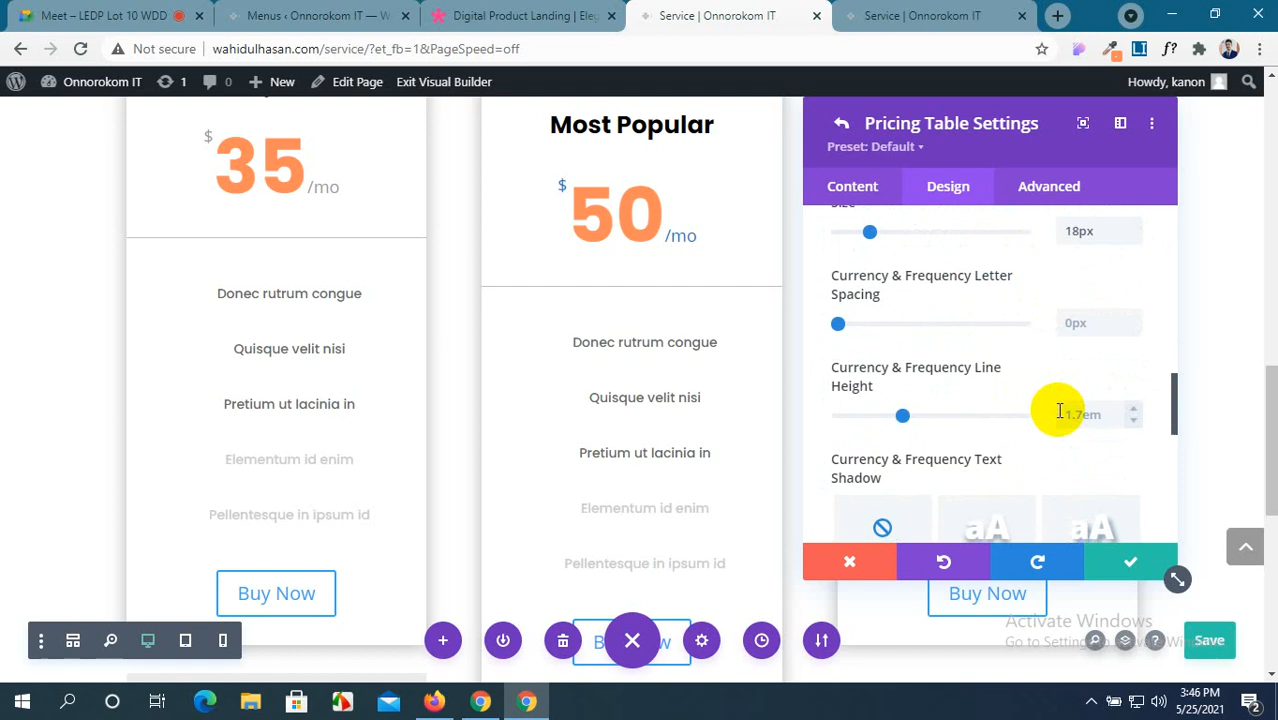 Meet – LEDP Lot 10 WDD
Menus ‹ Onnorokom IT — W
Digital Product Landing | Ele
Service | Onnorokom IT
Service | Onnorokom IT
Not secure
wahidulhasan.com/service/?et_fb=1&PageSpeed=off
Onnorokom IT
1
0
New
Edit Page
Exit Visual Builder
Howdy, kanon
$
35
/mo
Donec rutrum congue
Quisque velit nisi
Pretium ut lacinia in
Elementum id enim
Pellentesque in ipsum id
Buy Now
Most Popular
$
50
/mo
Donec rutrum congue
Quisque velit nisi
Pretium ut lacinia in
Elementum id enim
Pellentesque in ipsum id
Pricing Table Settings
Preset: Default
Content
Design
Advanced
Size
18px
Currency & Frequency Letter
Spacing
0px
Currency & Frequency Line
Height
1.7em
Currency & Frequency Text
Shadow
aA
aA
Buy Now
Activate Windows
Save
3:46 PM
5/25/2021
2